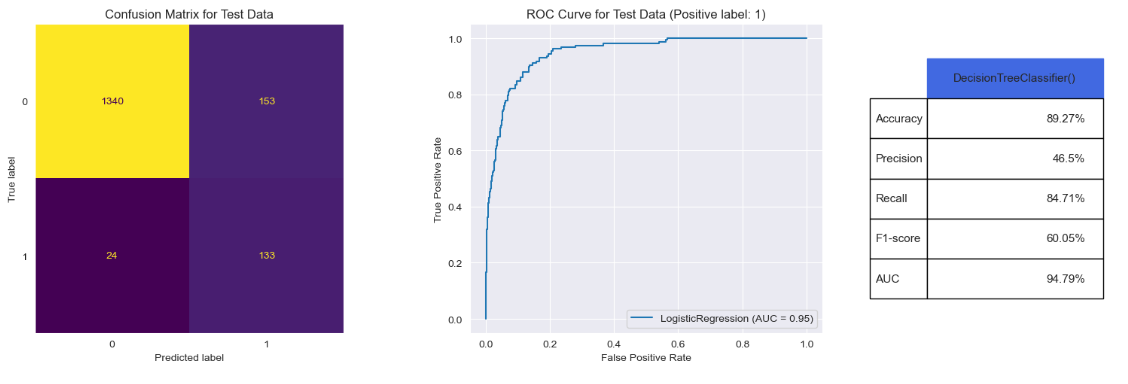 Confusion Matrix for Test Data
0
1340
153
True label
1
24
133
0
1
Predicted label
ROC Curve for Test Data (Positive label: 1)
1.0
0.8
0.6
0.4
0.2
0.0
True Positive Rate
LogisticRegression (AUC = 0.95)
0.0
0.2
0.4
0.6
0.8
1.0
False Positive Rate
DecisionTreeClassifier()
Accuracy 89.27%
Precision 46.5%
Recall 84.71%
F1-score 60.05%
AUC 94.79%